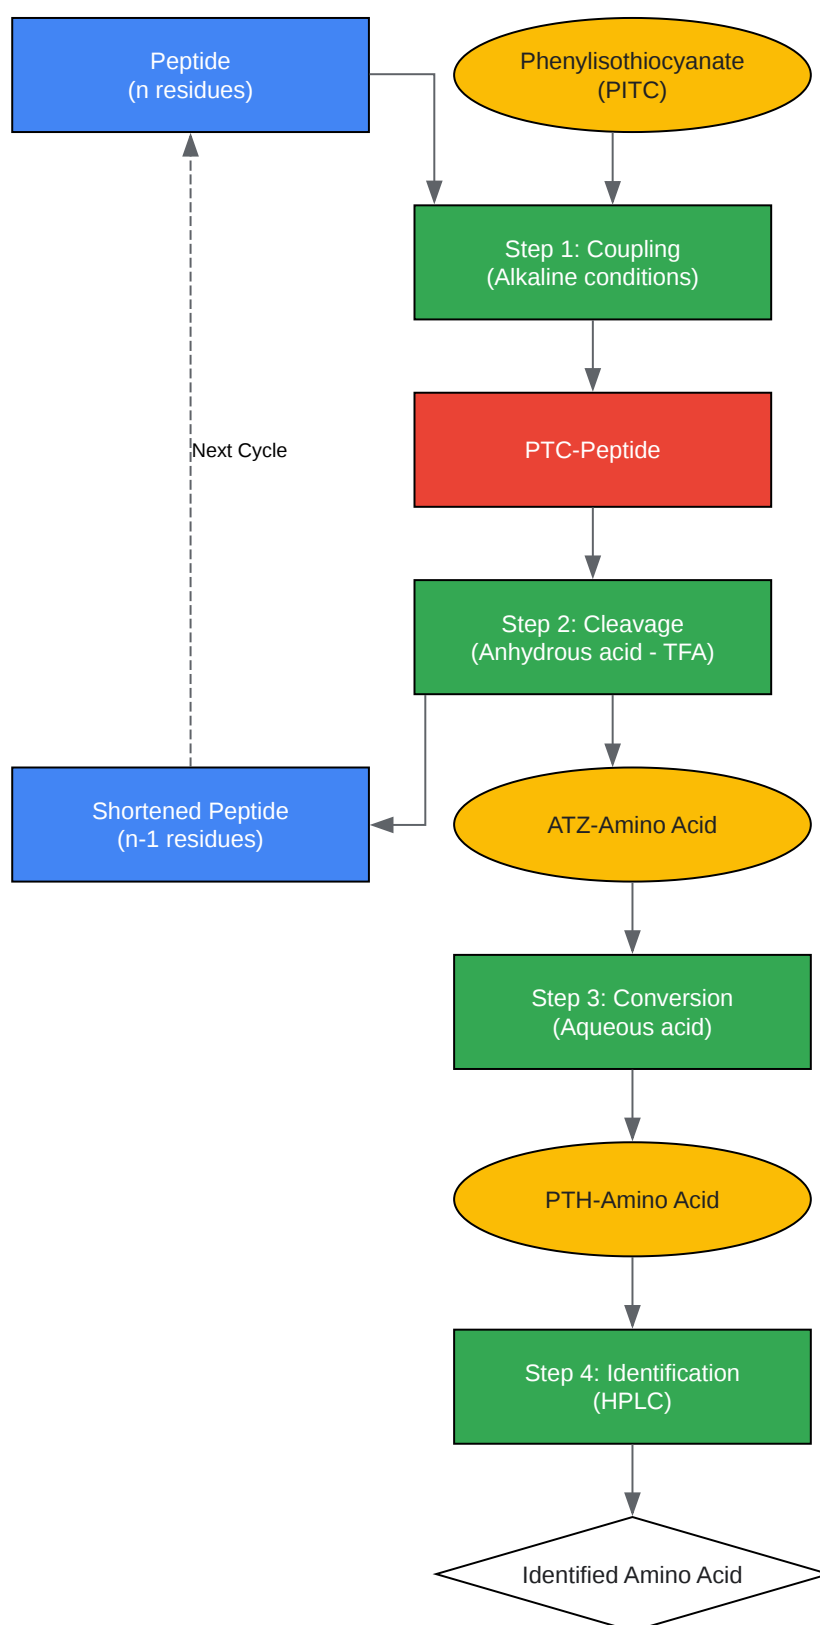 Peptide
(n residues)
Phenylisothiocyanate
(PITC)
Step 1: Coupling
(Alkaline conditions)
PTC-Peptide
Next Cycle
Step 2: Cleavage
(Anhydrous acid - TFA)
Shortened Peptide
(n-1 residues)
ATZ-Amino Acid
Step 3: Conversion
(Aqueous acid)
PTH-Amino Acid
Step 4: Identification
(HPLC)
Identified Amino Acid